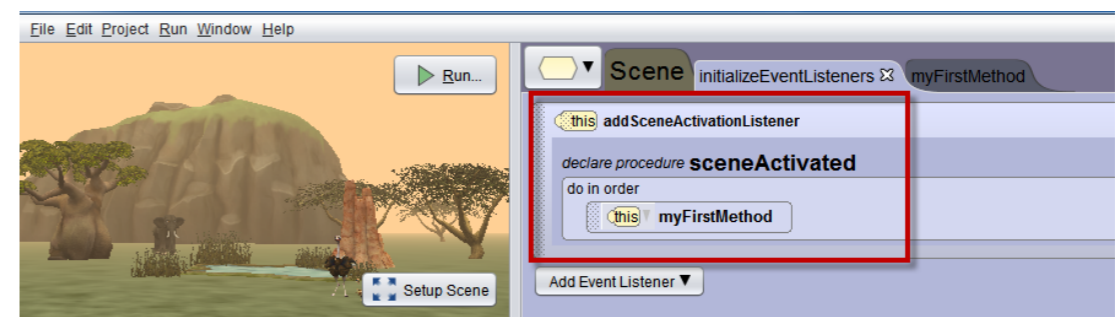 File Edit Project Run Window Help
Run...
Setup Scene
Scene initializeEventListeners myFirstMethod
this addSceneActivationListener
declare procedure sceneActivated
do in order
this myFirstMethod
Add Event Listener